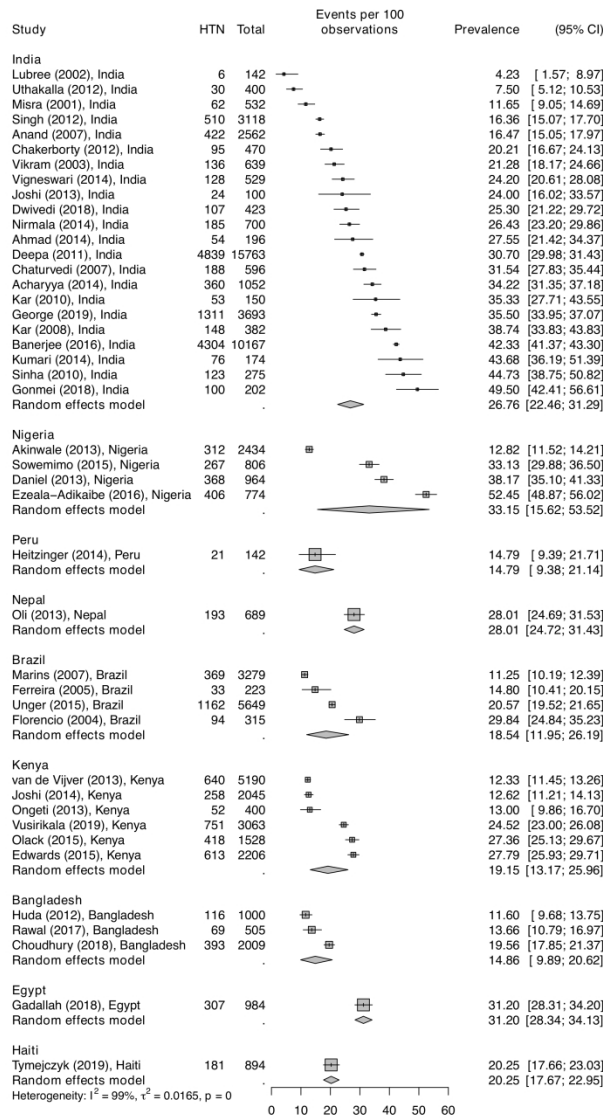 Study HTN Total Events per 100 observations Prevalence (95% CI)
India
Lubree (2002), India 6 142 4.23 [ 1.57; 8.97]
Uthakalla (2012), India 30 400 7.50 [ 5.12; 10.53]
Misra (2001), India 62 532 11.65 [ 9.05; 14.69]
Singh (2012), India 510 3118 16.36 [15.07; 17.70]
Anand (2007), India 422 2562 16.47 [15.05; 17.97]
Chakerborty (2012), India 95 470 20.21 [16.67; 24.13]
Vikram (2003), India 136 639 21.28 [18.17; 24.66]
Vigneswari (2014), India 128 529 24.20 [20.61; 28.08]
Joshi (2013), India 24 100 24.00 [16.02; 33.57]
Dwivedi (2018), India 107 423 25.30 [21.22; 29.72]
Nirmala (2014), India 185 700 26.43 [23.20; 29.86]
Ahmad (2014), India 54 196 27.55 [21.42; 34.37]
Deepa (2011), India 4839 15763 30.70 [29.98; 31.43]
Chaturvedi (2007), India 188 596 31.54 [27.83; 35.44]
Acharyya (2014), India 360 1052 34.22 [31.35; 37.18]
Kar (2010), India 53 150 35.33 [27.71; 43.55]
George (2019), India 1311 3693 35.50 [33.95; 37.07]
Kar (2008), India 148 382 38.74 [33.83; 43.83]
Banerjee (2016), India 4304 10167 42.33 [41.37; 43.30]
Kumari (2014), India 76 174 43.68 [36.19; 51.39]
Sinha (2010), India 123 275 44.73 [38.75; 50.82]
Gonmei (2018), India 100 202 49.50 [42.41; 56.61]
Random effects model . 26.76 [22.46; 31.29]
Nigeria
Akinwale (2013), Nigeria 312 2434 12.82 [11.52; 14.21]
Sowemimo (2015), Nigeria 267 806 33.13 [29.88; 36.50]
Daniel (2013), Nigeria 368 964 38.17 [35.10; 41.33]
Ezeala−Adikaibe (2016), Nigeria 406 774 52.45 [48.87; 56.02]
Random effects model . 33.15 [15.62; 53.52]
Peru
Heitzinger (2014), Peru 21 142 14.79 [ 9.39; 21.71]
Random effects model . 14.79 [ 9.38; 21.14]
Nepal
Oli (2013), Nepal 193 689 28.01 [24.69; 31.53]
Random effects model . 28.01 [24.72; 31.43]
Brazil
Marins (2007), Brazil 369 3279 11.25 [10.19; 12.39]
Ferreira (2005), Brazil 33 223 14.80 [10.41; 20.15]
Unger (2015), Brazil 1162 5649 20.57 [19.52; 21.65]
Florencio (2004), Brazil 94 315 29.84 [24.84; 35.23]
Random effects model . 18.54 [11.95; 26.19]
Kenya
van de Vijver (2013), Kenya 640 5190 12.33 [11.45; 13.26]
Joshi (2014), Kenya 258 2045 12.62 [11.21; 14.13]
Ongeti (2013), Kenya 52 400 13.00 [ 9.86; 16.70]
Vusirikala (2019), Kenya 751 3063 24.52 [23.00; 26.08]
Olack (2015), Kenya 418 1528 27.36 [25.13; 29.67]
Edwards (2015), Kenya 613 2206 27.79 [25.93; 29.71]
Random effects model . 19.15 [13.17; 25.96]
Bangladesh
Huda (2012), Bangladesh 116 1000 11.60 [ 9.68; 13.75]
Rawal (2017), Bangladesh 69 505 13.66 [10.79; 16.97]
Choudhury (2018), Bangladesh 393 2009 19.56 [17.85; 21.37]
Random effects model . 14.86 [ 9.89; 20.62]
Egypt
Gadallah (2018), Egypt 307 984 31.20 [28.31; 34.20]
Random effects model . 31.20 [28.34; 34.13]
Haiti
Tymejczyk (2019), Haiti 181 894 20.25 [17.66; 23.03]
Random effects model . 20.25 [17.67; 22.95]
Heterogeneity: I² = 99%, τ² = 0.0165, p = 0
0 10 20 30 40 50 60